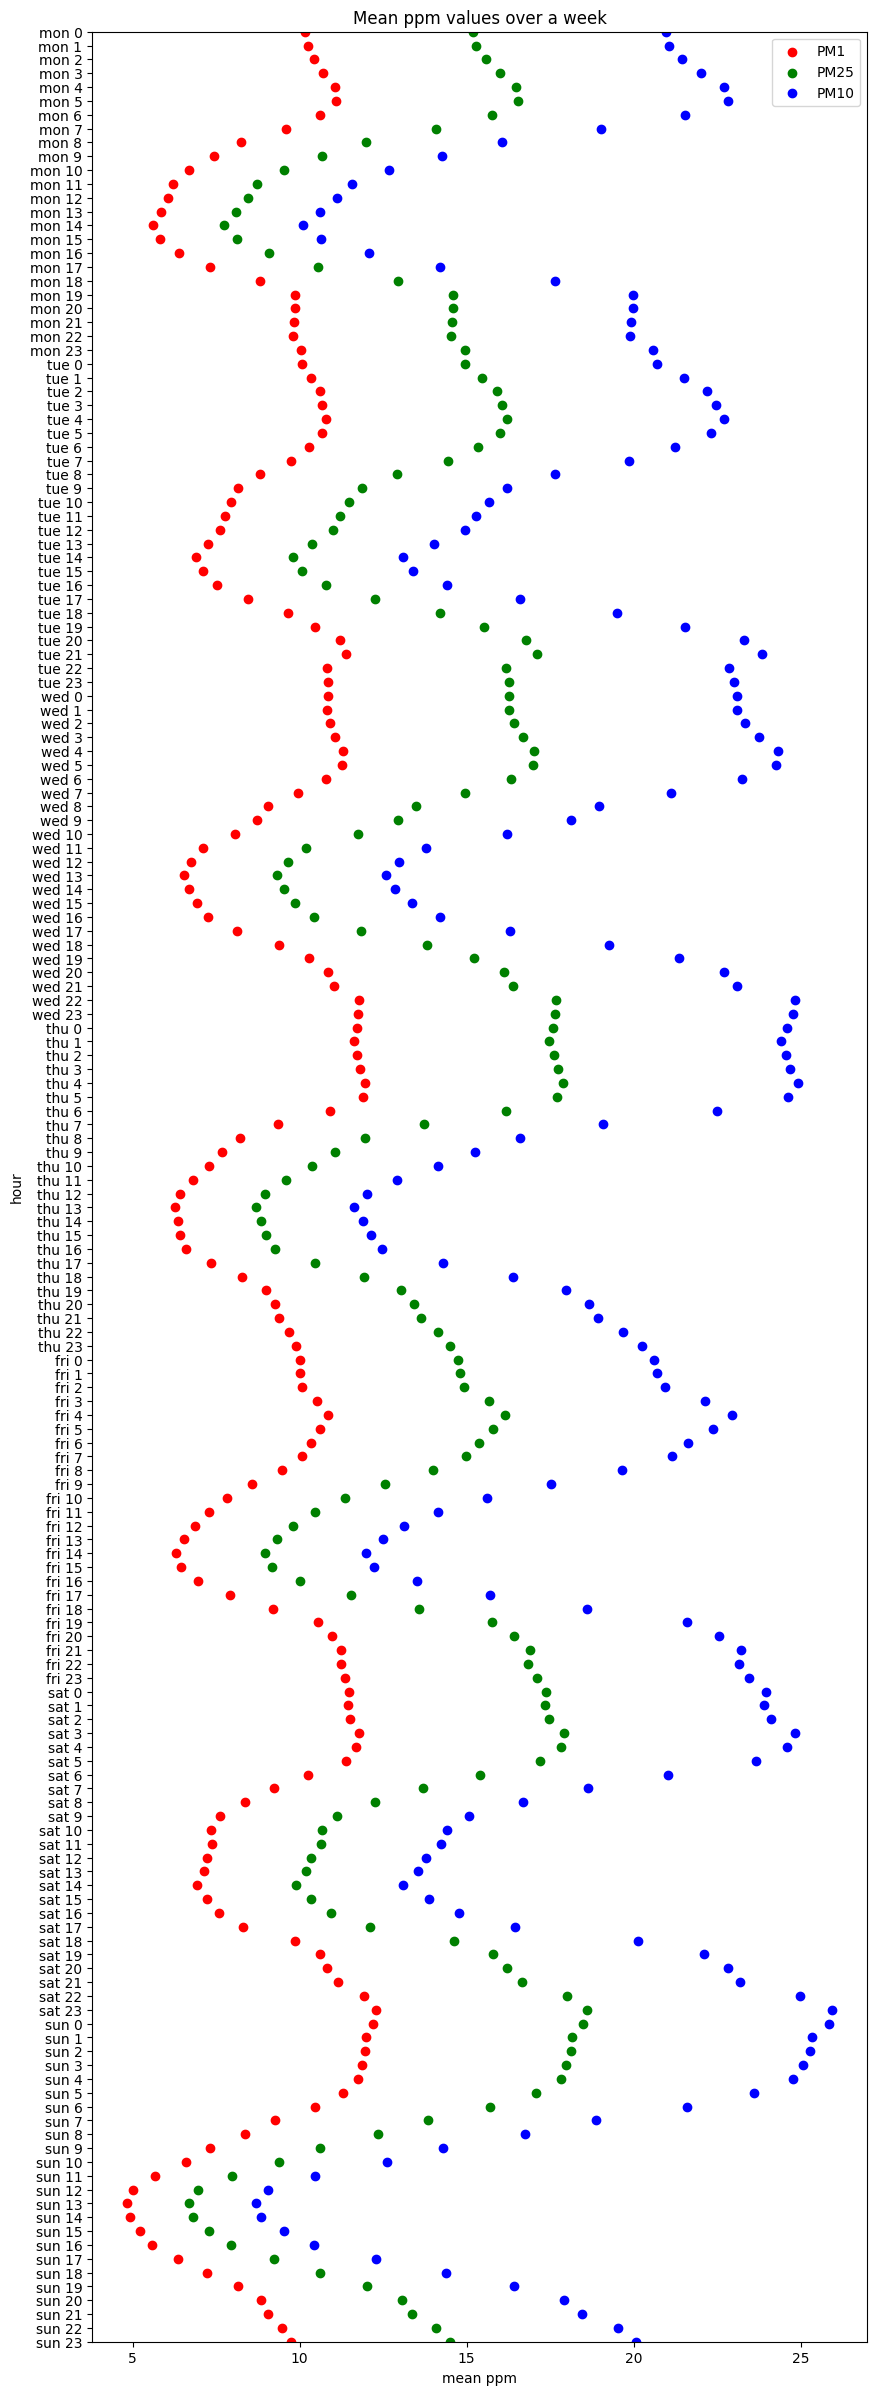 Mean ppm values over a week
PM1
PM25
PM10
mon 0
mon 1
mon 2
mon 3
mon 4
mon 5
mon 6
mon 7
mon 8
mon 9
mon 10
mon 11
mon 12
mon 13
mon 14
mon 15
mon 16
mon 17
mon 18
mon 19
mon 20
mon 21
mon 22
mon 23
tue 0
tue 1
tue 2
tue 3
tue 4
tue 5
tue 6
tue 7
tue 8
tue 9
tue 10
tue 11
tue 12
tue 13
tue 14
tue 15
tue 16
tue 17
tue 18
tue 19
tue 20
tue 21
tue 22
tue 23
wed 0
wed 1
wed 2
wed 3
wed 4
wed 5
wed 6
wed 7
wed 8
wed 9
wed 10
wed 11
wed 12
wed 13
wed 14
wed 15
wed 16
wed 17
wed 18
wed 19
wed 20
wed 21
wed 22
wed 23
thu 0
thu 1
thu 2
thu 3
thu 4
thu 5
thu 6
thu 7
thu 8
thu 9
thu 10
thu 11
thu 12
thu 13
thu 14
thu 15
thu 16
thu 17
thu 18
thu 19
thu 20
thu 21
thu 22
thu 23
fri 0
fri 1
fri 2
fri 3
fri 4
fri 5
fri 6
fri 7
fri 8
fri 9
fri 10
fri 11
fri 12
fri 13
fri 14
fri 15
fri 16
fri 17
fri 18
fri 19
fri 20
fri 21
fri 22
fri 23
sat 0
sat 1
sat 2
sat 3
sat 4
sat 5
sat 6
sat 7
sat 8
sat 9
sat 10
sat 11
sat 12
sat 13
sat 14
sat 15
sat 16
sat 17
sat 18
sat 19
sat 20
sat 21
sat 22
sat 23
sun 0
sun 1
sun 2
sun 3
sun 4
sun 5
sun 6
sun 7
sun 8
sun 9
sun 10
sun 11
sun 12
sun 13
sun 14
sun 15
sun 16
sun 17
sun 18
sun 19
sun 20
sun 21
sun 22
sun 23
hour
5 10 15 20 25
mean ppm